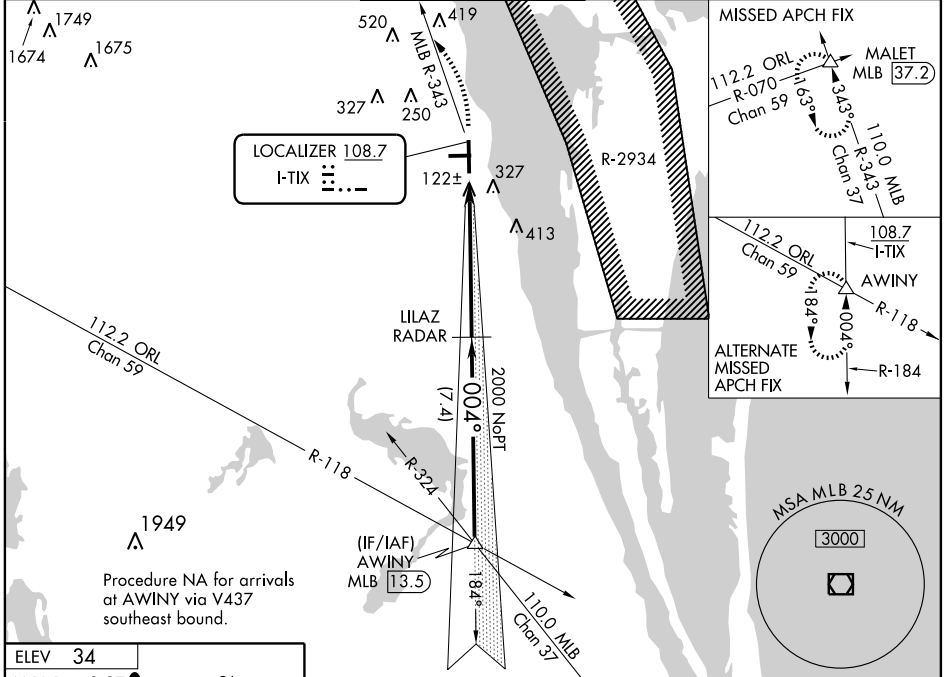 1674
1749
1675
520
419
MLB R-343
327
250
LOCALIZER 108.7
I-TIX
122±
327
413
R-2934
LILAZ
RADAR
2000 NoPT
004°
(7.4)
112.2 ORL
Chan 59
R-118
R-324
1949
(IF/IAF)
AWINY
MLB 13.5
184°
110.0 MLB
Chan 37
Procedure NA for arrivals
at AWINY via V437
southeast bound.
ELEV 34
MISSED APCH FIX
MALET
MLB 37.2
112.2 ORL
R-070
Chan 59
163°
343°
110.0 MLB
R-343
Chan 37
112.2 ORL
Chan 59
108.7
I-TIX
AWINY
184°
004°
R-118
R-184
ALTERNATE
MISSED
APCH FIX
MSA MLB 25 NM
3000